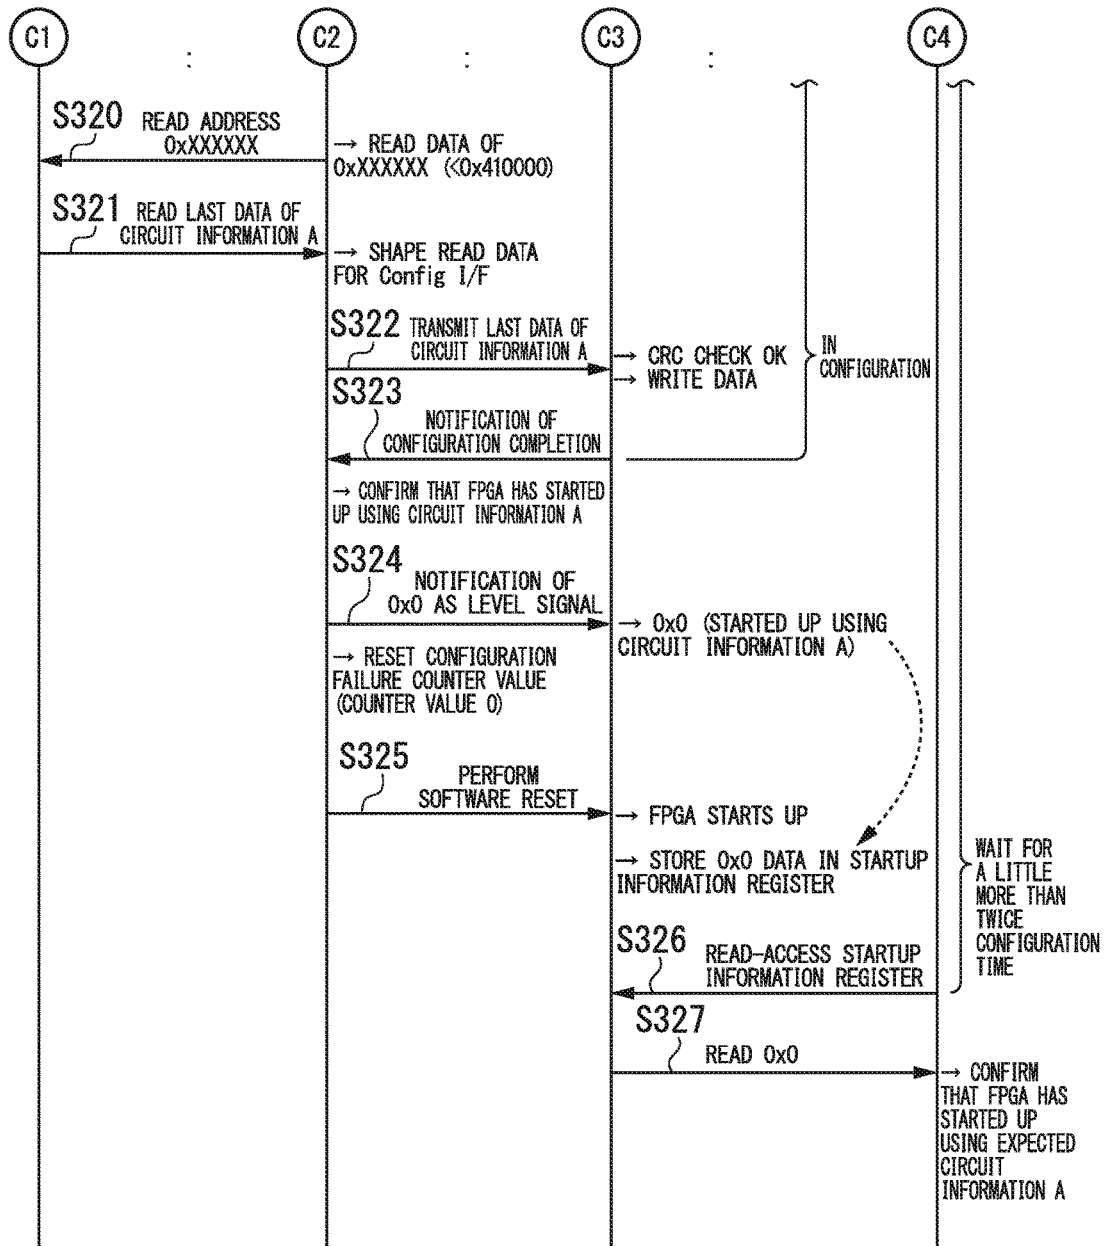 C1 C2 C3 C4
: : :
S320 READ ADDRESS
0xXXXXXX
→ READ DATA OF
0xXXXXXX (<0x410000)
S321 READ LAST DATA OF
CIRCUIT INFORMATION A
→ SHAPE READ DATA
FOR Config I/F
S322 TRANSMIT LAST DATA OF
CIRCUIT INFORMATION A
→ CRC CHECK OK
→ WRITE DATA
IN
CONFIGURATION
S323
NOTIFICATION OF
CONFIGURATION COMPLETION
→ CONFIRM THAT FPGA HAS STARTED
UP USING CIRCUIT INFORMATION A
S324
NOTIFICATION OF
0x0 AS LEVEL SIGNAL
→ 0x0 (STARTED UP USING
CIRCUIT INFORMATION A)
→ RESET CONFIGURATION
FAILURE COUNTER VALUE
(COUNTER VALUE 0)
S325
PERFORM
SOFTWARE RESET
→ FPGA STARTS UP
→ STORE 0x0 DATA IN STARTUP
INFORMATION REGISTER
WAIT FOR
A LITTLE
MORE THAN
TWICE
CONFIGURATION
TIME
S326
READ-ACCESS STARTUP
INFORMATION REGISTER
S327
READ 0x0
→ CONFIRM
THAT FPGA HAS
STARTED UP
USING EXPECTED
CIRCUIT
INFORMATION A